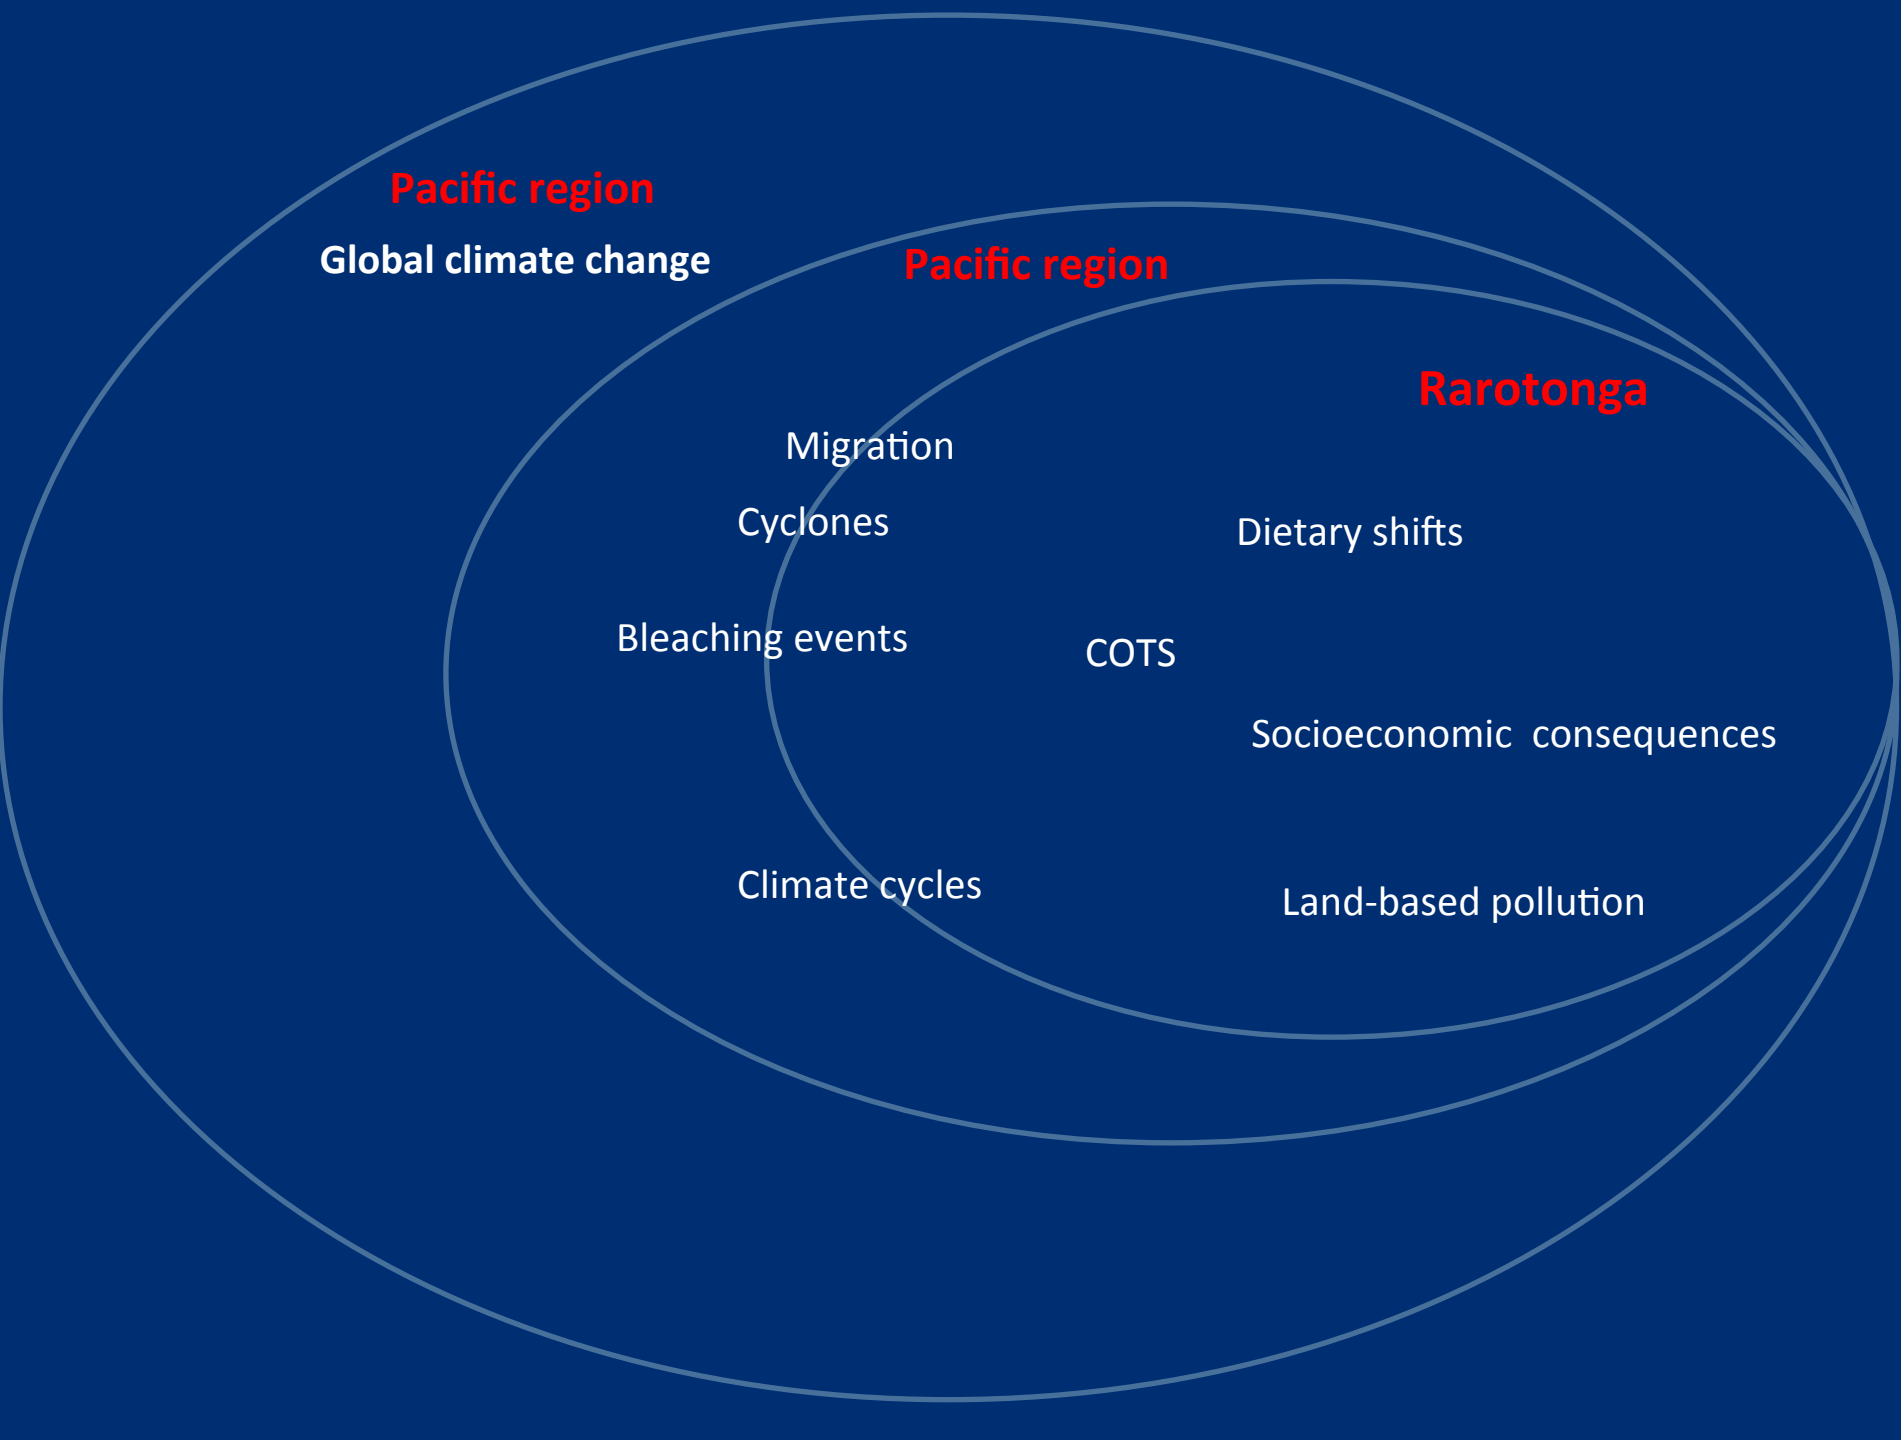 Pacific region
Global climate change
Pacific region
Rarotonga
Migration
Cyclones
Dietary shifts
Bleaching events
COTS
Socioeconomic  consequences
Climate cycles
Land-based pollution